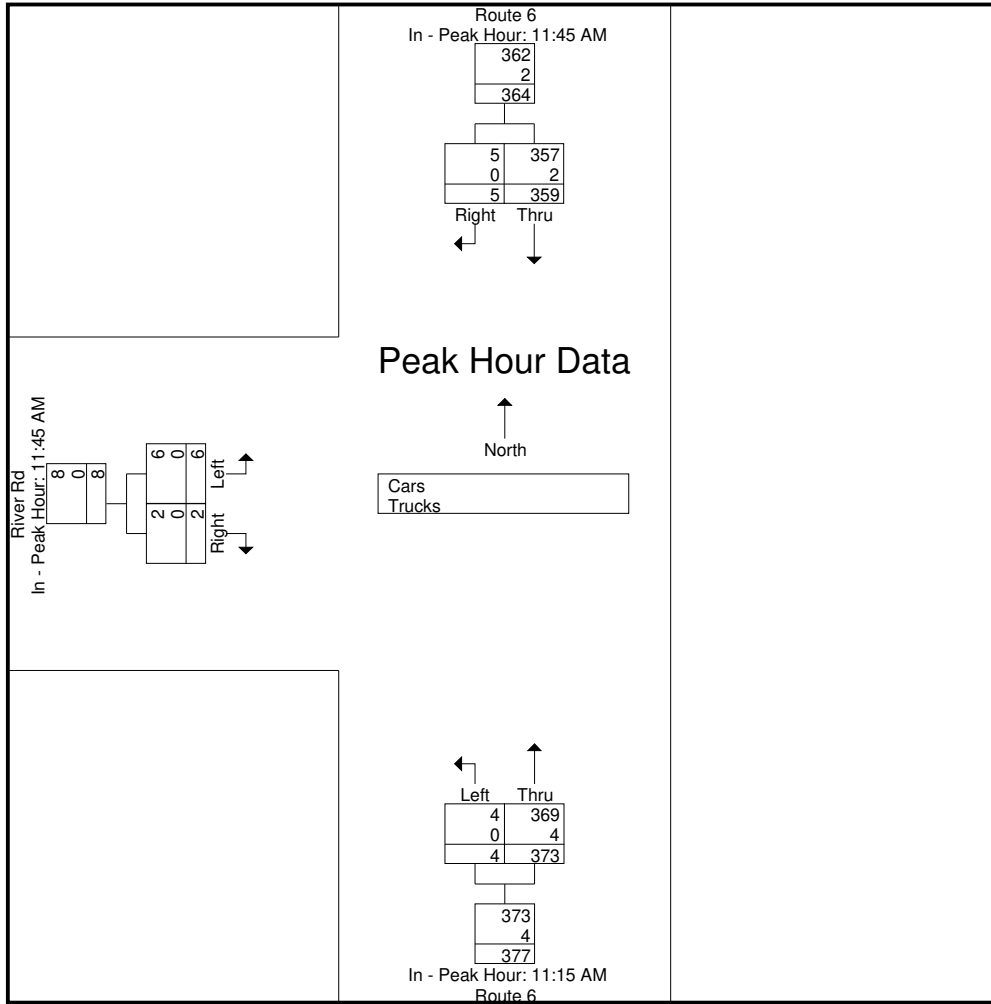 Route 6
In - Peak Hour: 11:45 AM
362
2
364
5 357
0 2
5 359
Right Thru
Peak Hour Data
North
Cars
Trucks
River Rd
In - Peak Hour: 11:45 AM
8
0
8
6
0
6
Left
2
0
2
Right
Left Thru
4 369
0 4
4 373
373
4
377
In - Peak Hour: 11:15 AM
Route 6